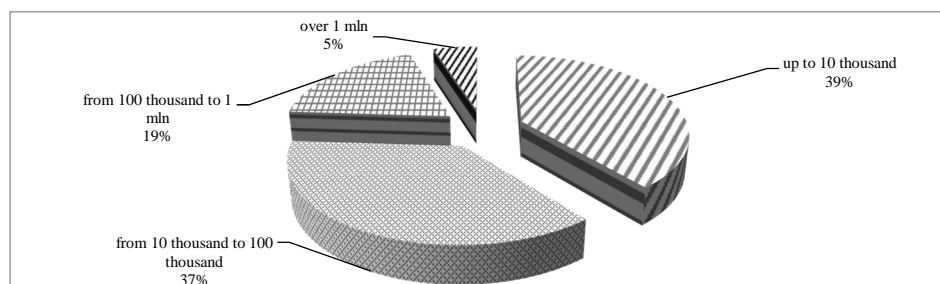 over 1 mln
5%
up to 10 thousand
39%
from 100 thousand to 1
mln
19%
from 10 thousand to 100
thousand
37%